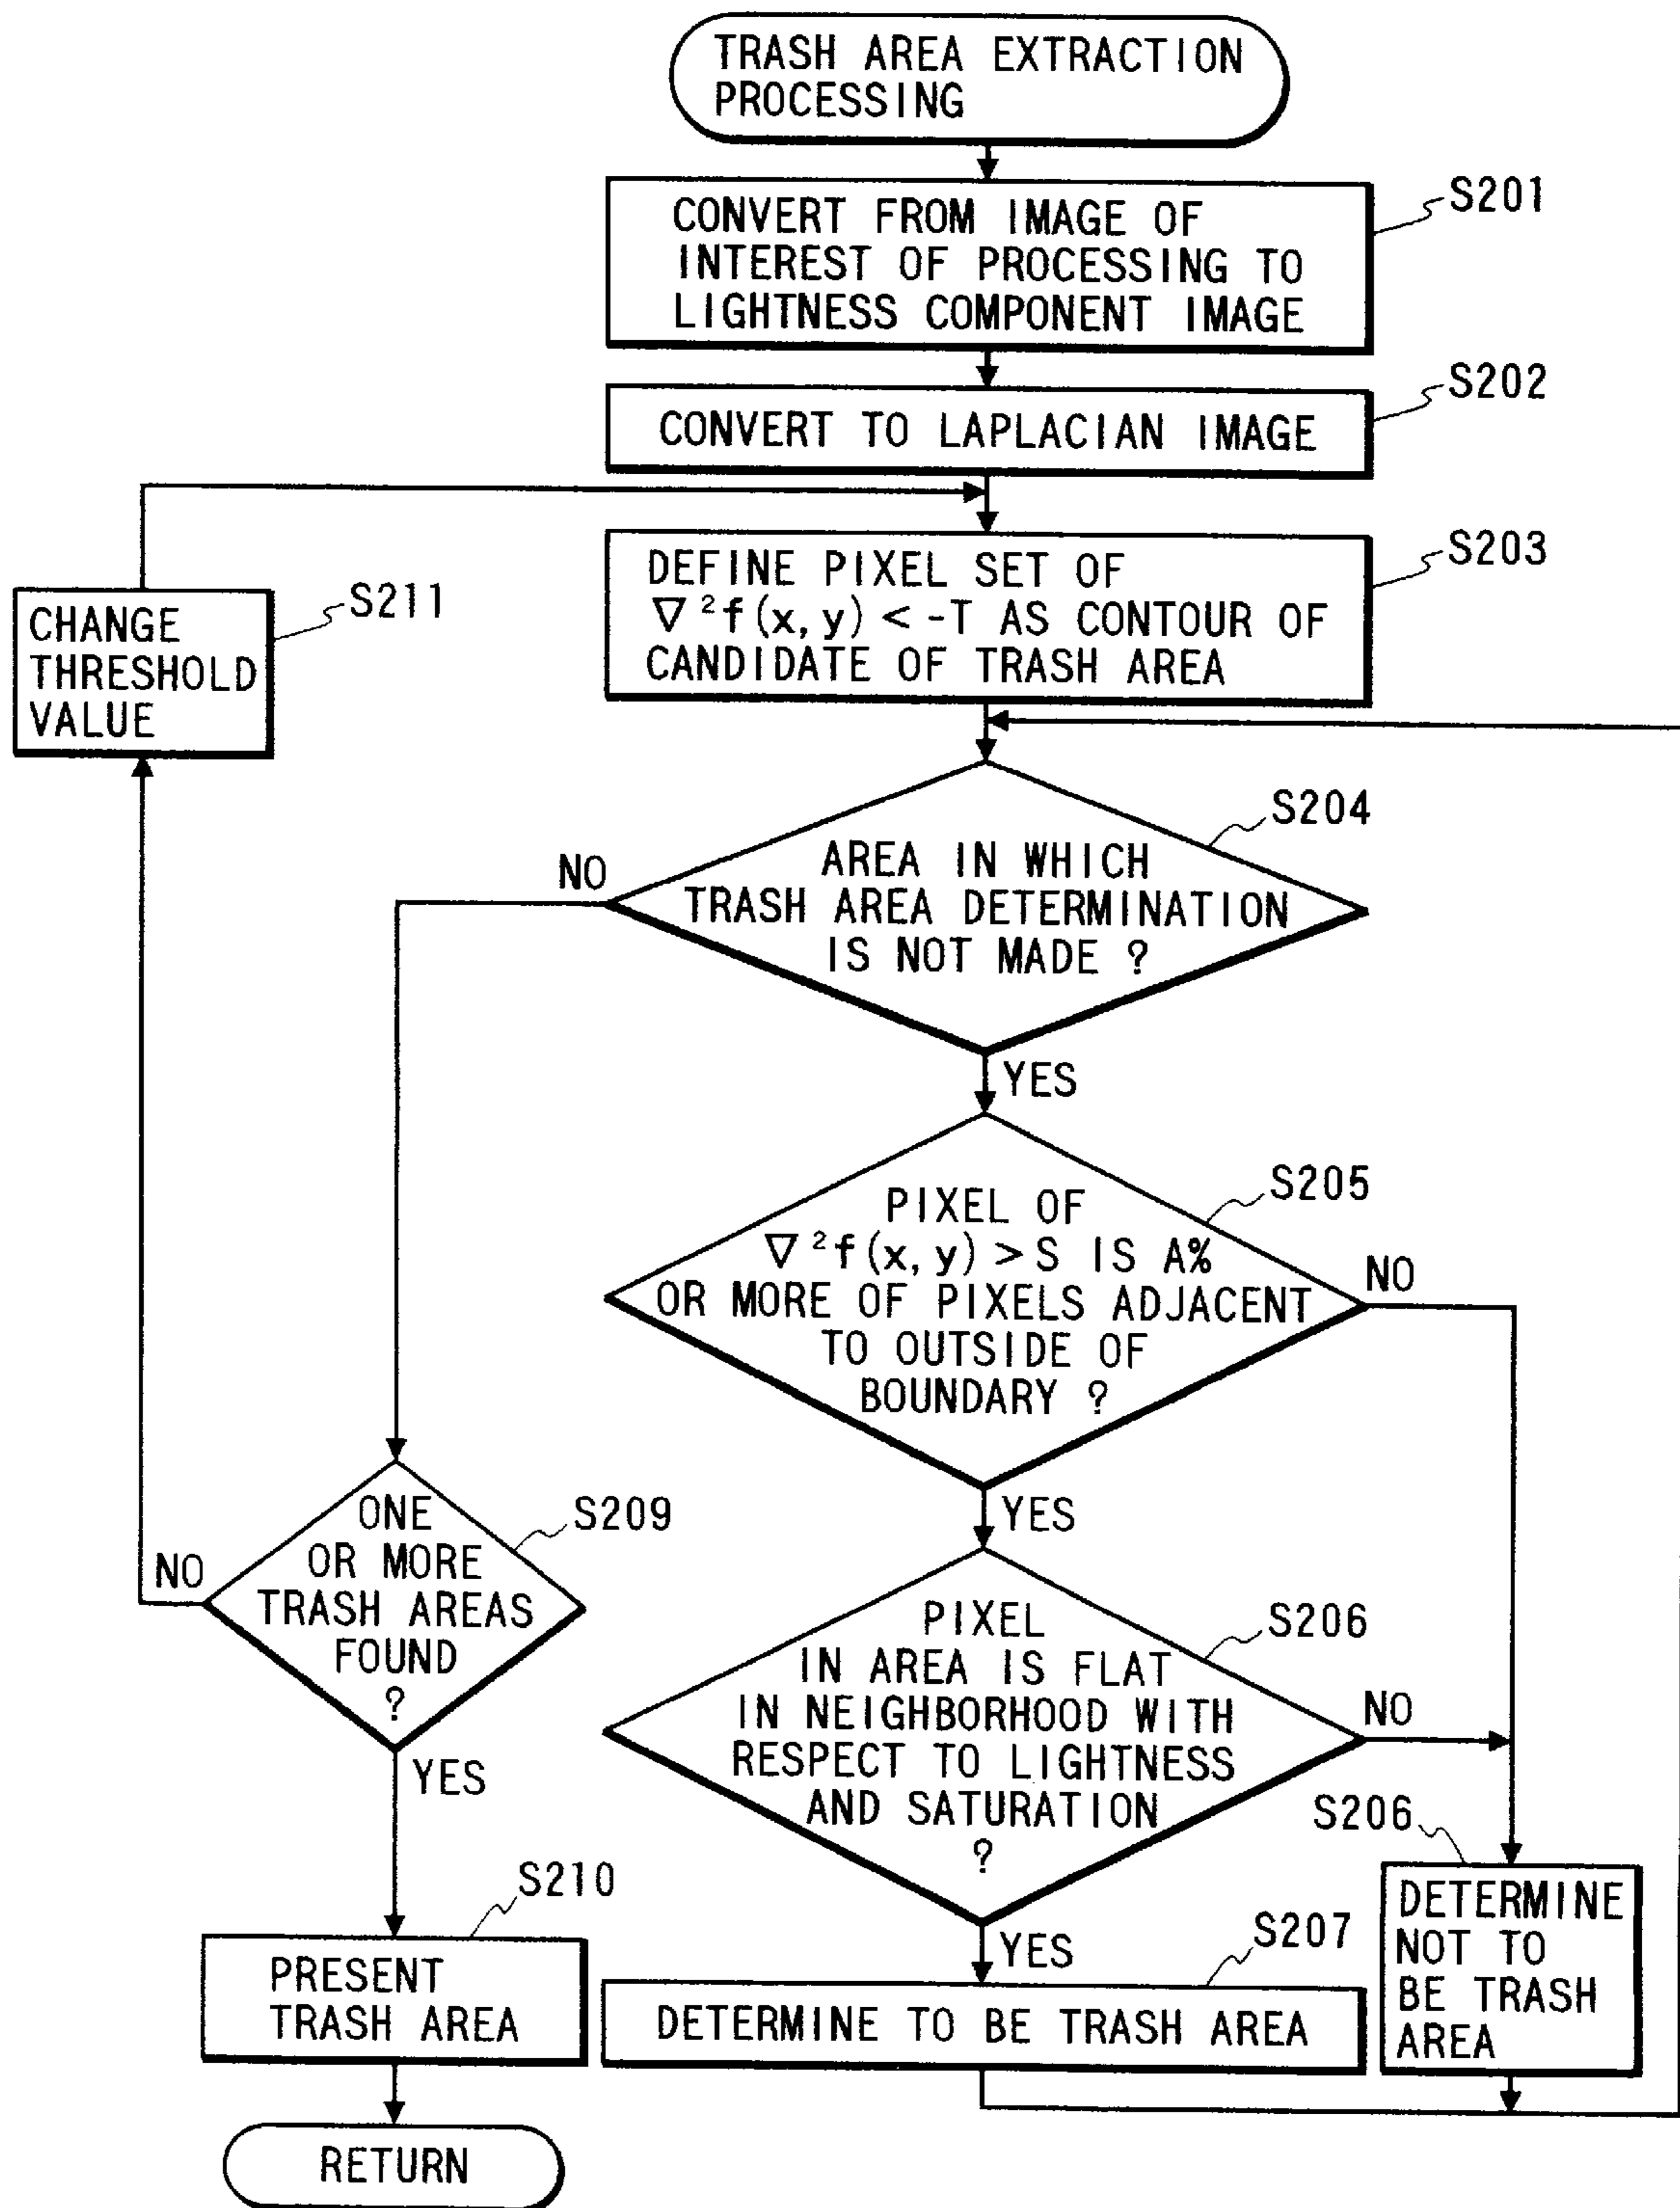 TRASH AREA EXTRACTION
PROCESSING
S201
CONVERT FROM IMAGE OF
INTEREST OF PROCESSING TO
LIGHTNESS COMPONENT IMAGE
S202
CONVERT TO LAPLACIAN IMAGE
S203
DEFINE PIXEL SET OF
∇²f(x, y) < -T AS CONTOUR OF
CANDIDATE OF TRASH AREA
S211
CHANGE
THRESHOLD
VALUE
S204
AREA IN WHICH
TRASH AREA DETERMINATION
IS NOT MADE ?
NO
YES
S205
PIXEL OF
∇²f(x, y) > S IS A%
OR MORE OF PIXELS ADJACENT
TO OUTSIDE OF
BOUNDARY ?
NO
YES
S209
ONE
OR MORE
TRASH AREAS
FOUND
?
NO
YES
S206
PIXEL
IN AREA IS FLAT
IN NEIGHBORHOOD WITH
RESPECT TO LIGHTNESS
AND SATURATION
?
NO
YES
S206
DETERMINE
NOT TO
BE TRASH
AREA
S207
DETERMINE TO BE TRASH AREA
S210
PRESENT
TRASH AREA
RETURN